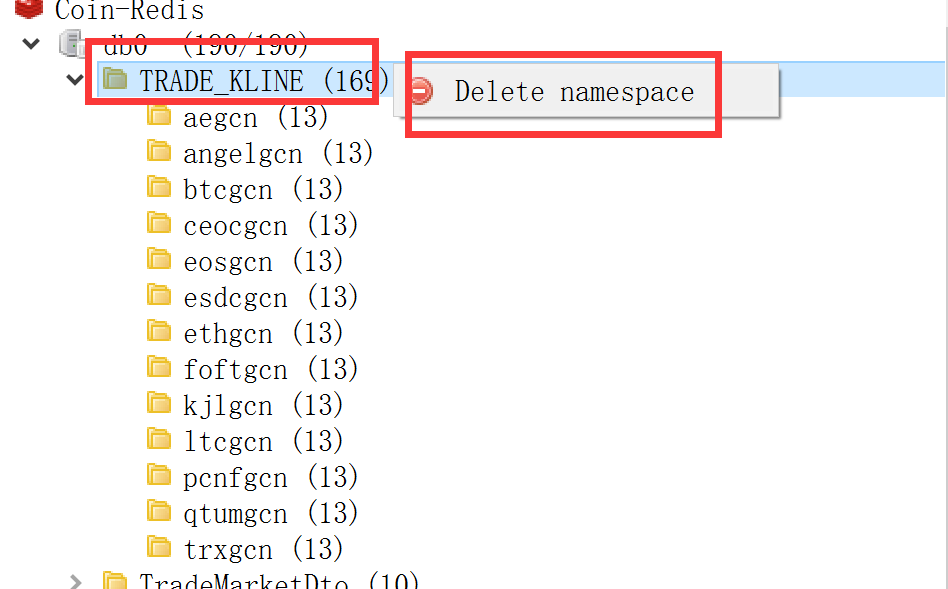 Coin-Redis
db0 (190/190)
TRADE_KLINE (169)
Delete namespace
aegcn (13)
angelgcn (13)
btcgcn (13)
ceocgcn (13)
eosgcn (13)
esdcgcn (13)
ethgcn (13)
foftgcn (13)
kjlgcn (13)
ltcgcn (13)
pcnfgcn (13)
qtumgcn (13)
trxgcn (13)
TradeMarketDto (10)